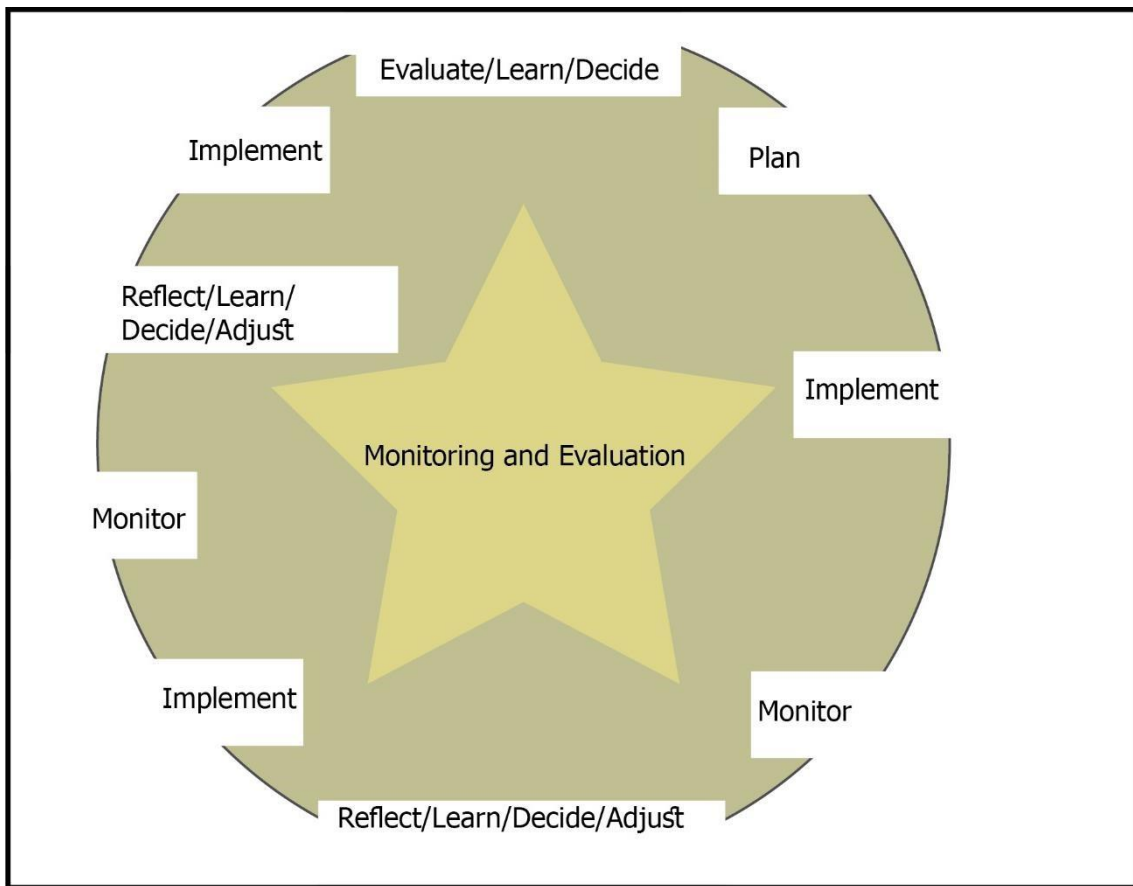 Evaluate/Learn/Decide
Implement
Plan
Reflect/Learn/
Decide/Adjust
Implement
Monitoring and Evaluation
Monitor
Implement
Monitor
Reflect/Learn/Decide/Adjust